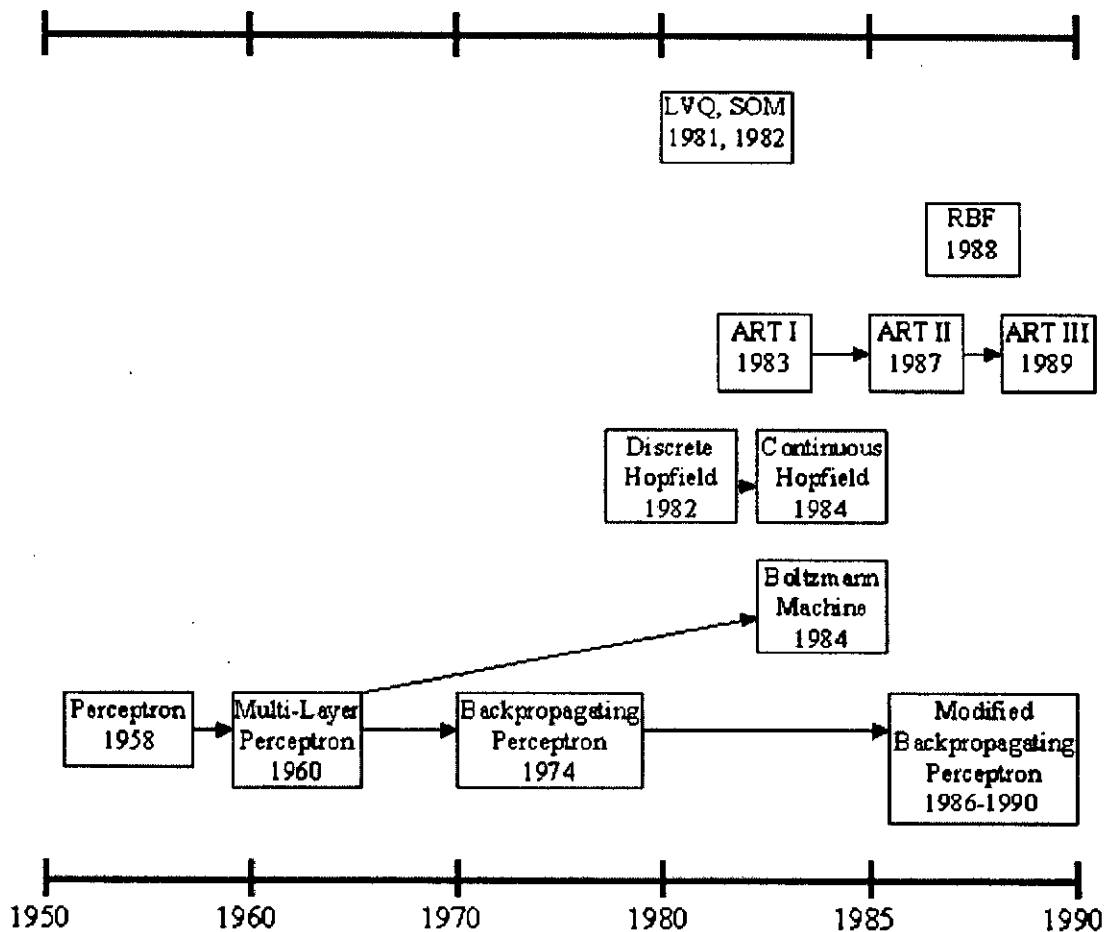 LVQ, SOM
1981, 1982
RBF
1988
ART I
1983
ART II
1987
ART III
1989
Discrete
Hopfield
1982
Continuous
Hopfield
1984
Boltzmann
Machine
1984
Perceptron
1958
Multi-Layer
Perceptron
1960
Backpropagating
Perceptron
1974
Modified
Backpropagating
Perceptron
1986-1990
1950
1960
1970
1980
1985
1990